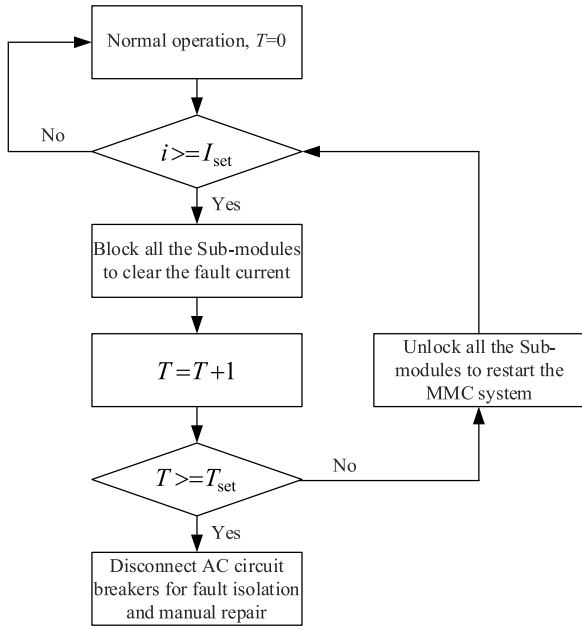 Normal operation, T=0
No
i>=I_set
Yes
Block all the Sub-modules
to clear the fault current
T=T+1
Unlock all the Sub-
modules to restart the
MMC system
No
T>=T_set
Yes
Disconnect AC circuit
breakers for fault isolation
and manual repair